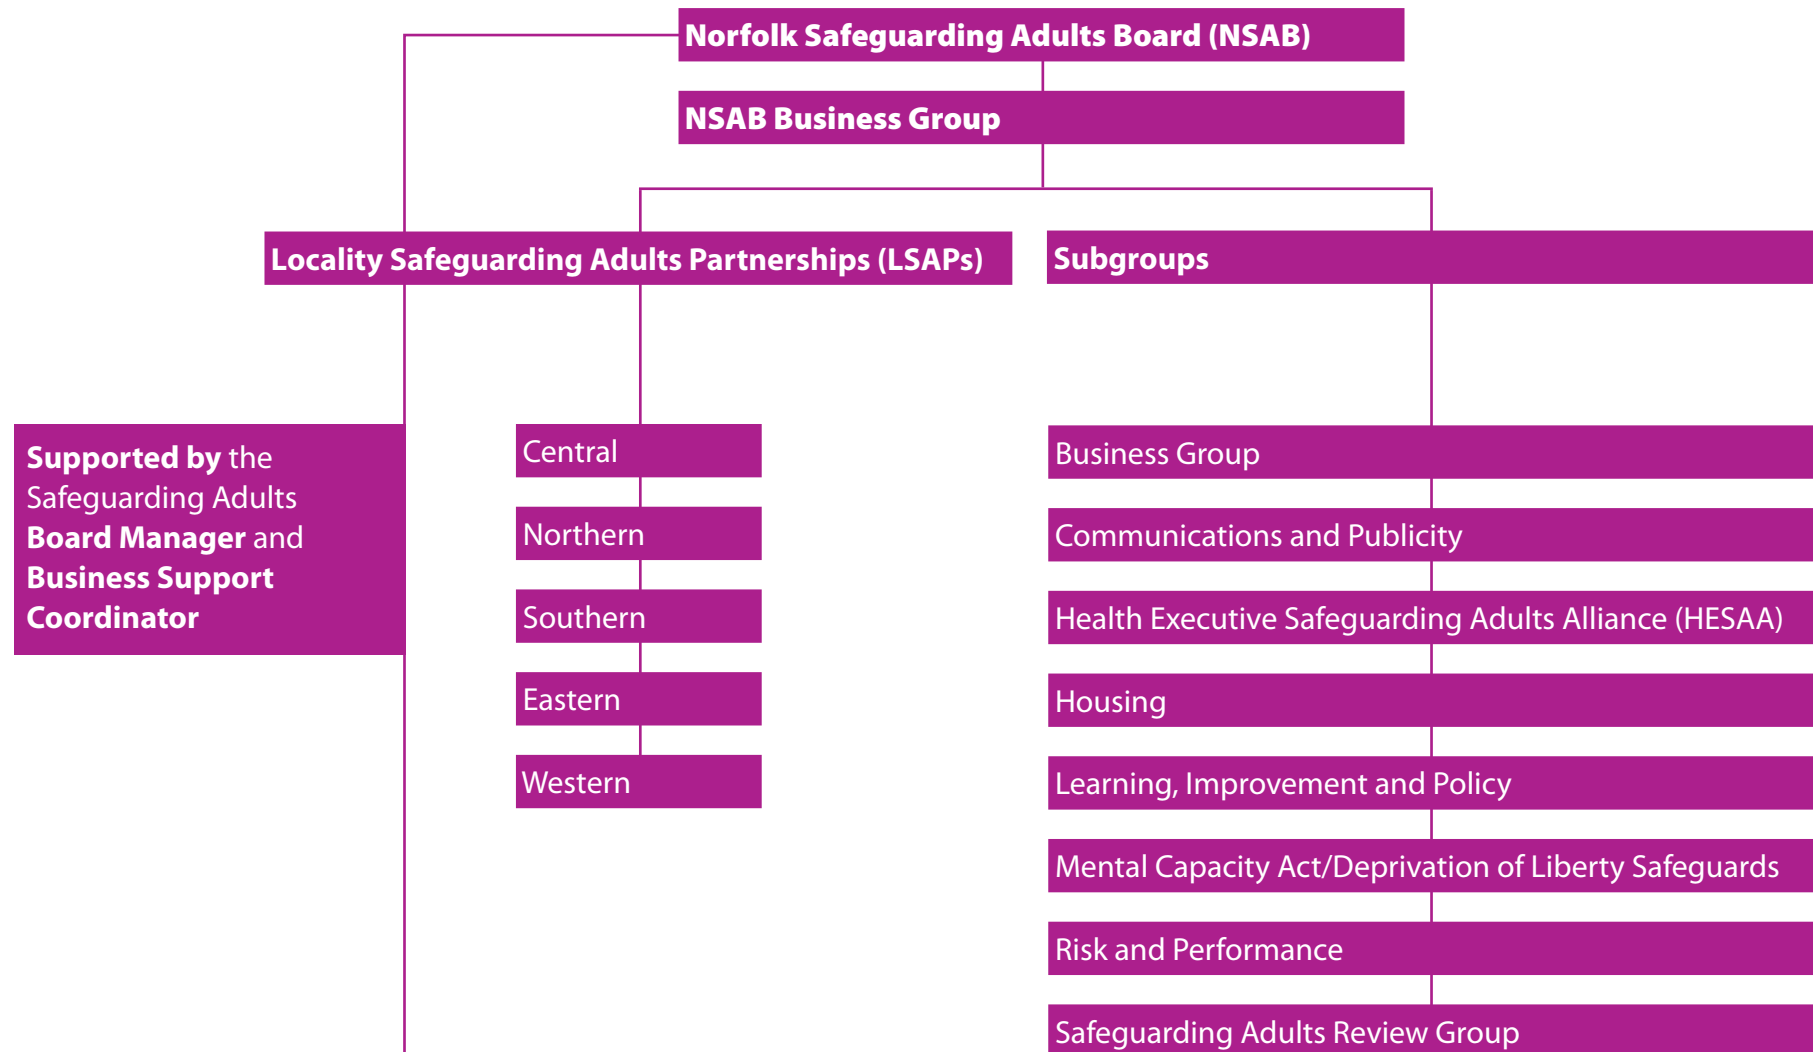 Norfolk Safeguarding Adults Board (NSAB)
NSAB Business Group
Locality Safeguarding Adults Partnerships (LSAPs)
Subgroups
Supported by the
Safeguarding Adults
Board Manager and
Business Support
Coordinator
Central
Northern
Southern
Eastern
Western
Business Group
Communications and Publicity
Health Executive Safeguarding Adults Alliance (HESAA)
Housing
Learning, Improvement and Policy
Mental Capacity Act/Deprivation of Liberty Safeguards
Risk and Performance
Safeguarding Adults Review Group